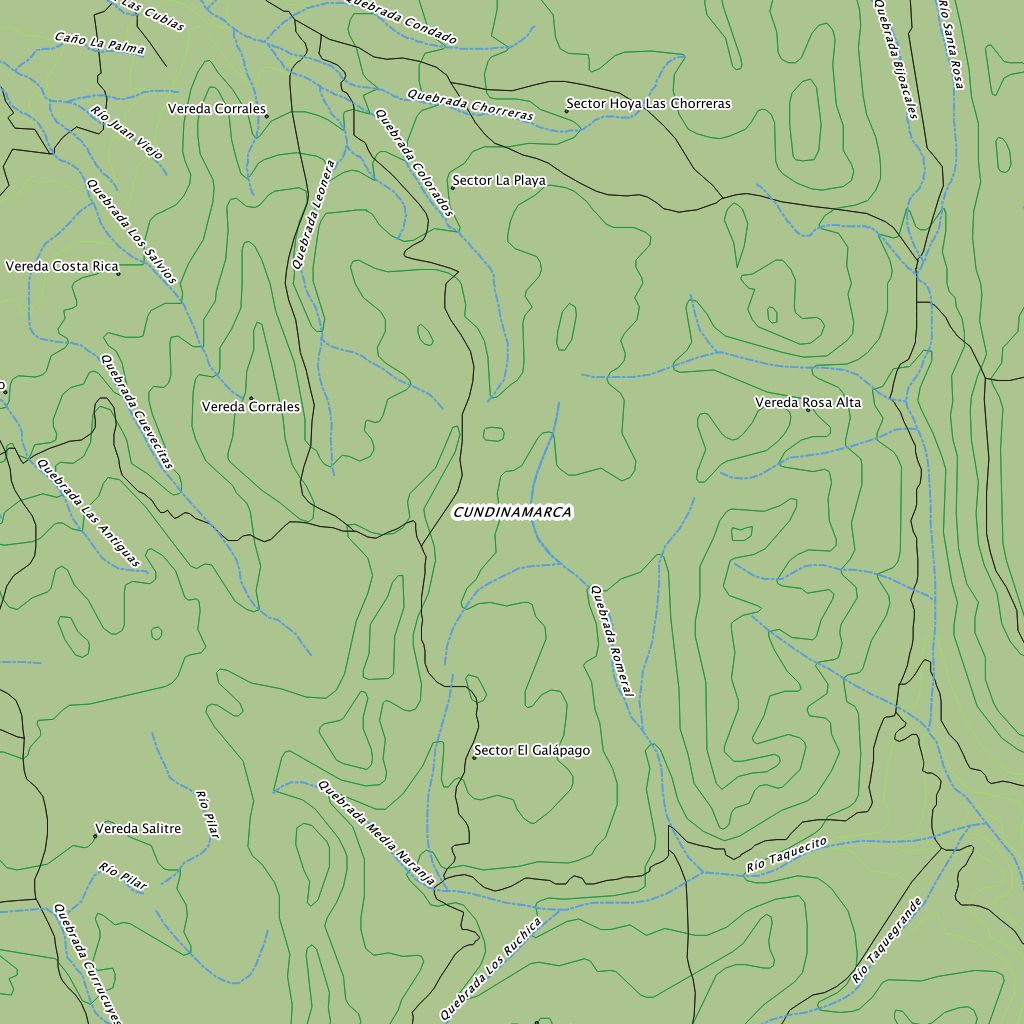 Las Cubias
Quebrada Condado
Quebrada Bijoacales
Río Santa Rosa
Caño La Palma
Río Juan Viejo
Vereda Corrales
Quebrada Chorreras
Sector Hoya Las Chorreras
Quebrada Colorados
Quebrada Leonera
Sector La Playa
Quebrada Los Salvios
Vereda Costa Rica
Quebrada Cuevecitas
Vereda Corrales
Vereda Rosa Alta
Quebrada Las Antiguas
CUNDINAMARCA
Quebrada Romeral
Sector El Galápago
Río Pilar
Quebrada Media Naranja
Vereda Salitre
Río Taquecito
Río Pilar
Quebrada Currucuyes
Quebrada Los Ruchica
Río Taquegrande